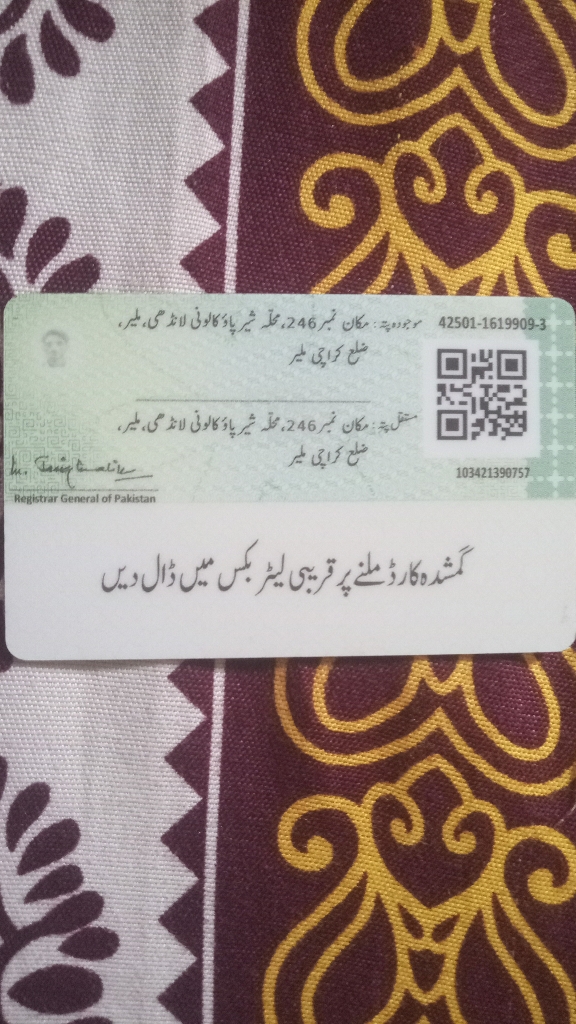 موجودہ پتہ: مکان نمبر 246، محلّہ شیر پاؤ کالونی لانڈھی، ملیر،
ضلع کراچی ملیر
42501-1619909-3
مستقل پتہ: مکان نمبر 246، محلّہ شیر پاؤ کالونی لانڈھی، ملیر،
ضلع کراچی ملیر
103421390757
Registrar General of Pakistan
گمشدہ کارڈ ملنے پر قریبی لیٹر بکس میں ڈال دیں